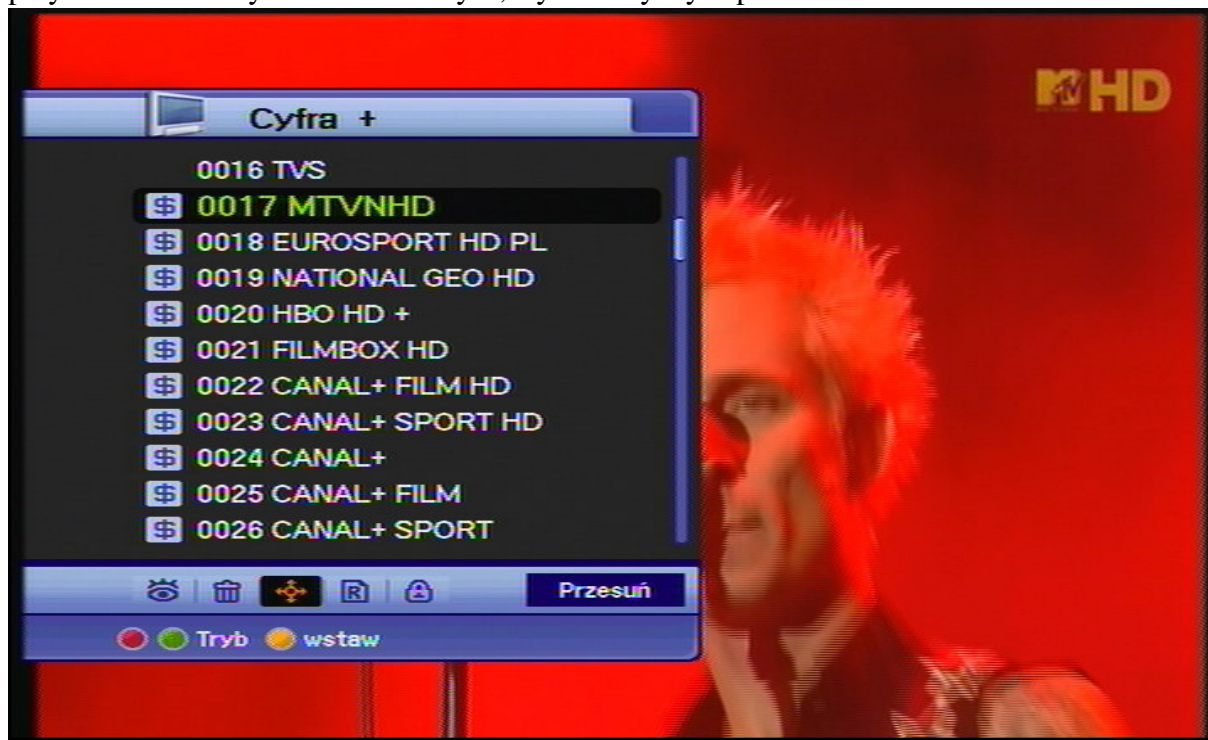 MTV HD
Cyfra +
0016 TVS
$ 0017 MTVNHD
$ 0018 EUROSPORT HD PL
$ 0019 NATIONAL GEO HD
$ 0020 HBO HD +
$ 0021 FILMBOX HD
$ 0022 CANAL+ FILM HD
$ 0023 CANAL+ SPORT HD
$ 0024 CANAL+
$ 0025 CANAL+ FILM
$ 0026 CANAL+ SPORT
R Przesuń
Tryb wstaw